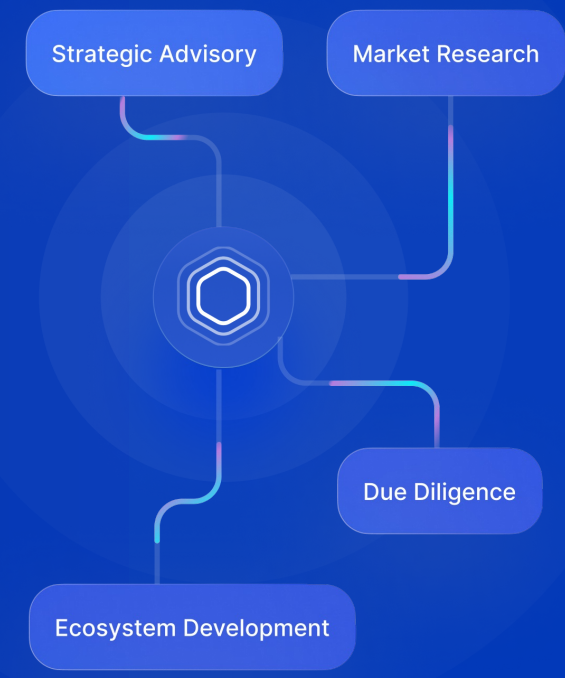 Strategic Advisory
Market Research
Due Diligence
Ecosystem Development